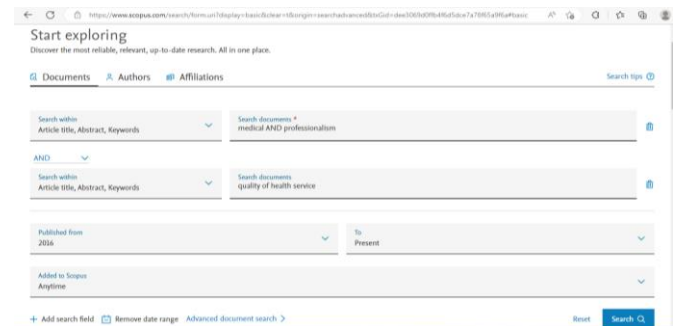 Start exploring
Discover the most reliable, relevant, up-to-date research. All in one place.
Documents Authors Affiliations Search tips
Search within
Article title, Abstract, Keywords
Search documents *
medical AND professionalism
AND
Search within
Article title, Abstract, Keywords
Search documents
quality of health service
Published from
2016
To
Present
Added to Scopus
Anytime
+ Add search field Remove date range Advanced document search > Reset Search